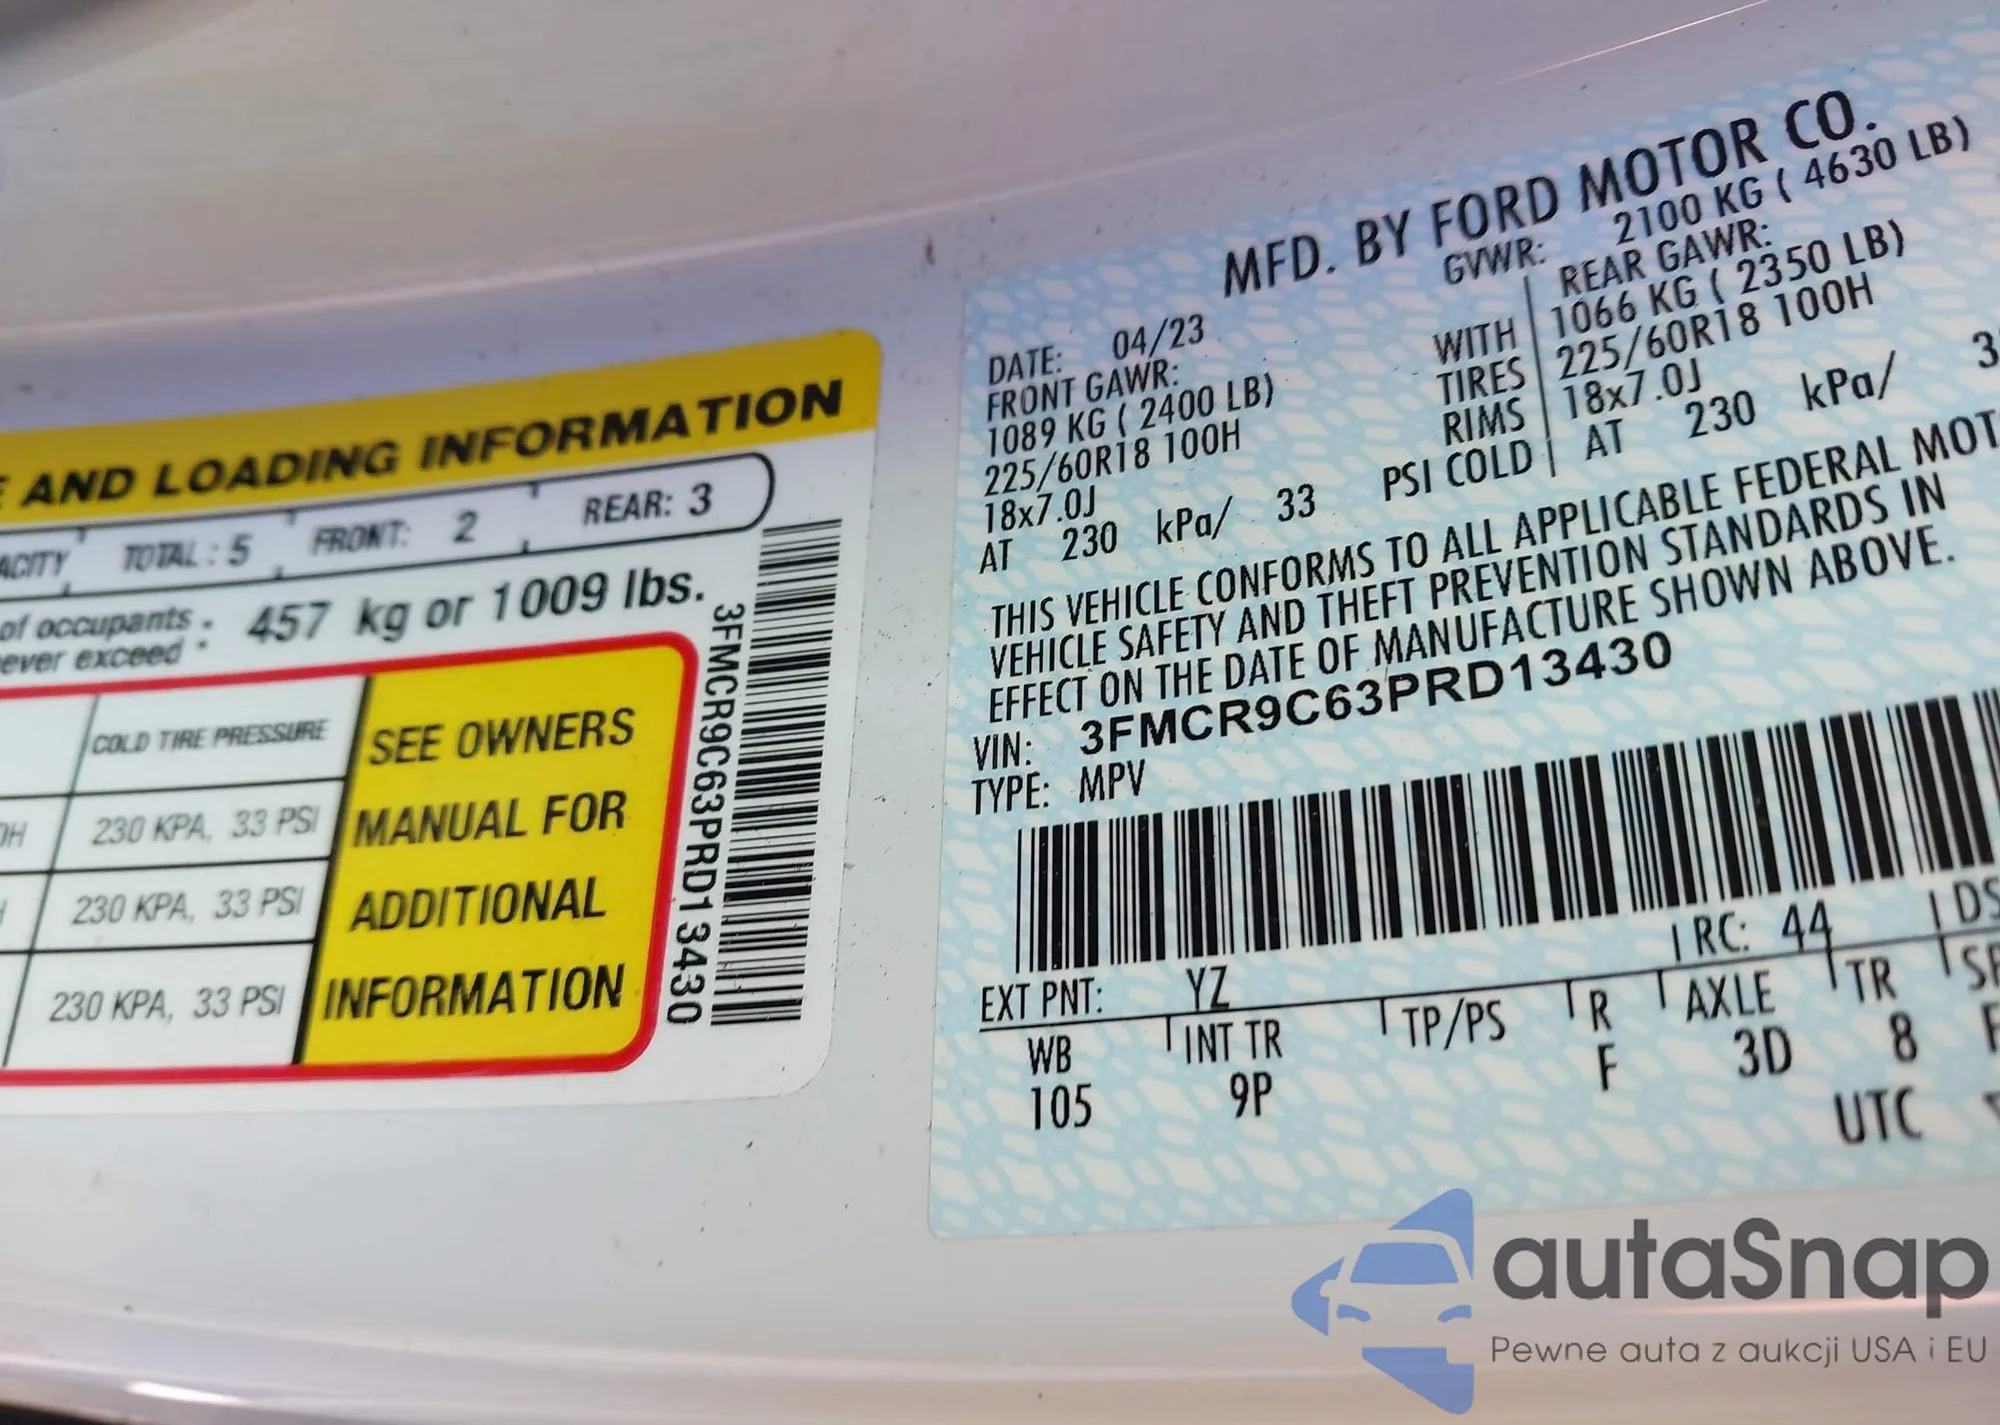 E AND LOADING INFORMATION
ACITY TOTAL : 5 FRONT: 2 REAR: 3
of occupants
ever exceed : 457 kg or 1009 lbs.
COLD TIRE PRESSURE
0H 230 KPA, 33 PSI
H 230 KPA, 33 PSI
230 KPA, 33 PSI
SEE OWNERS
MANUAL FOR
ADDITIONAL
INFORMATION
3FMCR9C63PRD13430
MFD. BY FORD MOTOR CO.
DATE: 04/23 GVWR: 2100 KG ( 4630 LB)
FRONT GAWR: REAR GAWR:
1089 KG ( 2400 LB) WITH 1066 KG ( 2350 LB)
225/60R18 100H TIRES 225/60R18 100H
18x7.0J RIMS 18x7.0J
AT 230 kPa/ 33 PSI COLD AT 230 kPa/ 3
THIS VEHICLE CONFORMS TO ALL APPLICABLE FEDERAL MOT
VEHICLE SAFETY AND THEFT PREVENTION STANDARDS IN
EFFECT ON THE DATE OF MANUFACTURE SHOWN ABOVE.
VIN: 3FMCR9C63PRD13430
TYPE: MPV
EXT PNT: YZ RC: 44 DS
WB INT TR TP/PS R AXLE TR SP
105 9P F 3D 8 F
UTC
autaSnap
Pewne auta z aukcji USA i EU